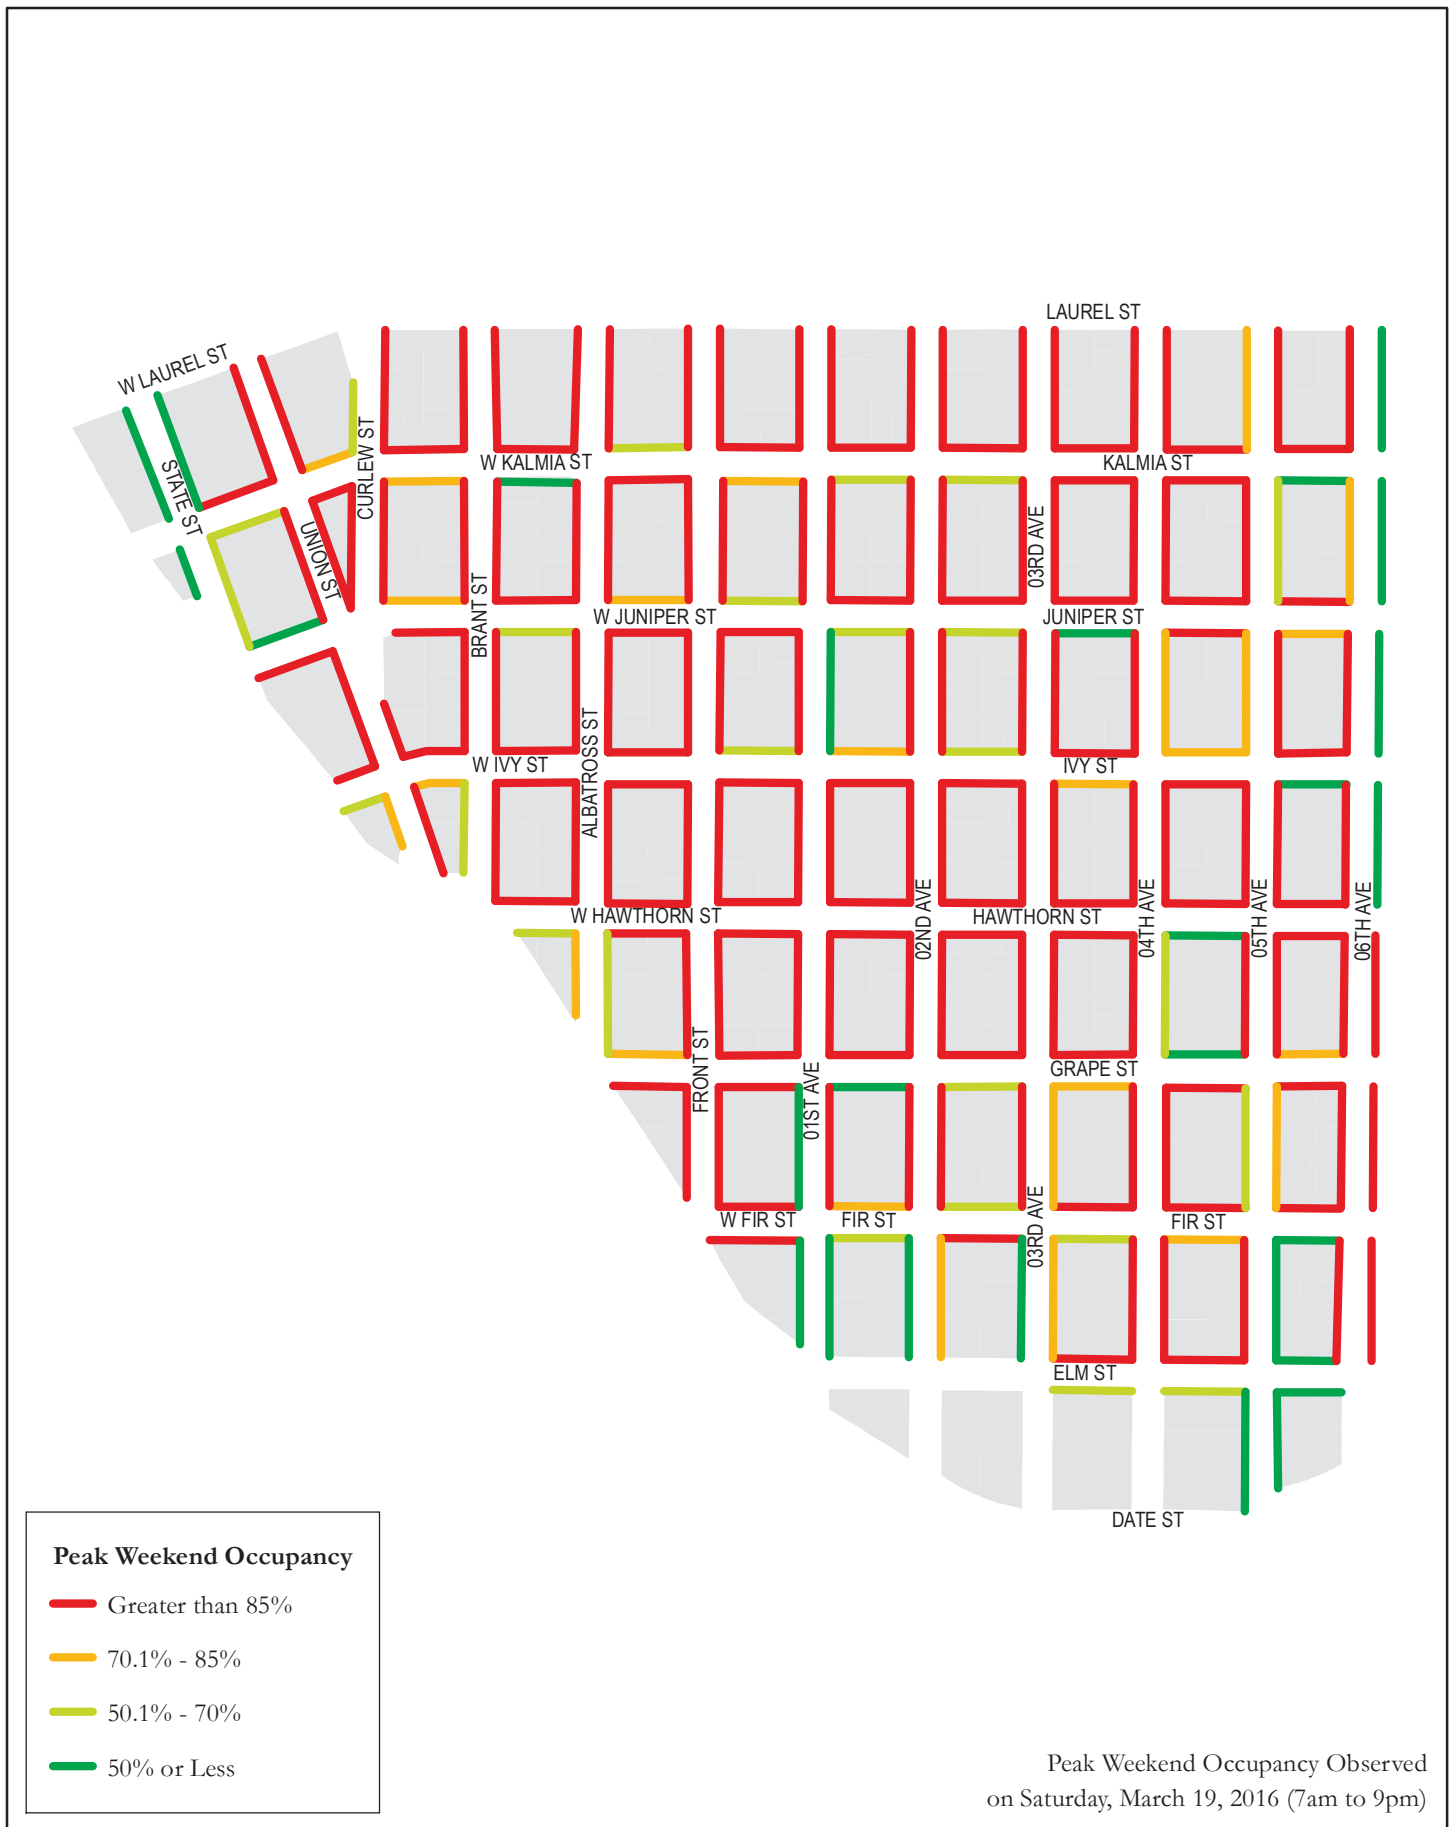 LAUREL ST
W LAUREL ST
CURLEW ST
W KALMIA ST
KALMIA ST
STATE ST
UNION ST
03RD AVE
BRANT ST
W JUNIPER ST
JUNIPER ST
ALBATROSS ST
W IVY ST
IVY ST
02ND AVE
04TH AVE
05TH AVE
06TH AVE
W HAWTHORN ST
HAWTHORN ST
FRONT ST
01ST AVE
GRAPE ST
03RD AVE
W FIR ST
FIR ST
FIR ST
ELM ST
DATE ST
Peak Weekend Occupancy
Greater than 85%
70.1% - 85%
50.1% - 70%
50% or Less
Peak Weekend Occupancy Observed
on Saturday, March 19, 2016 (7am to 9pm)